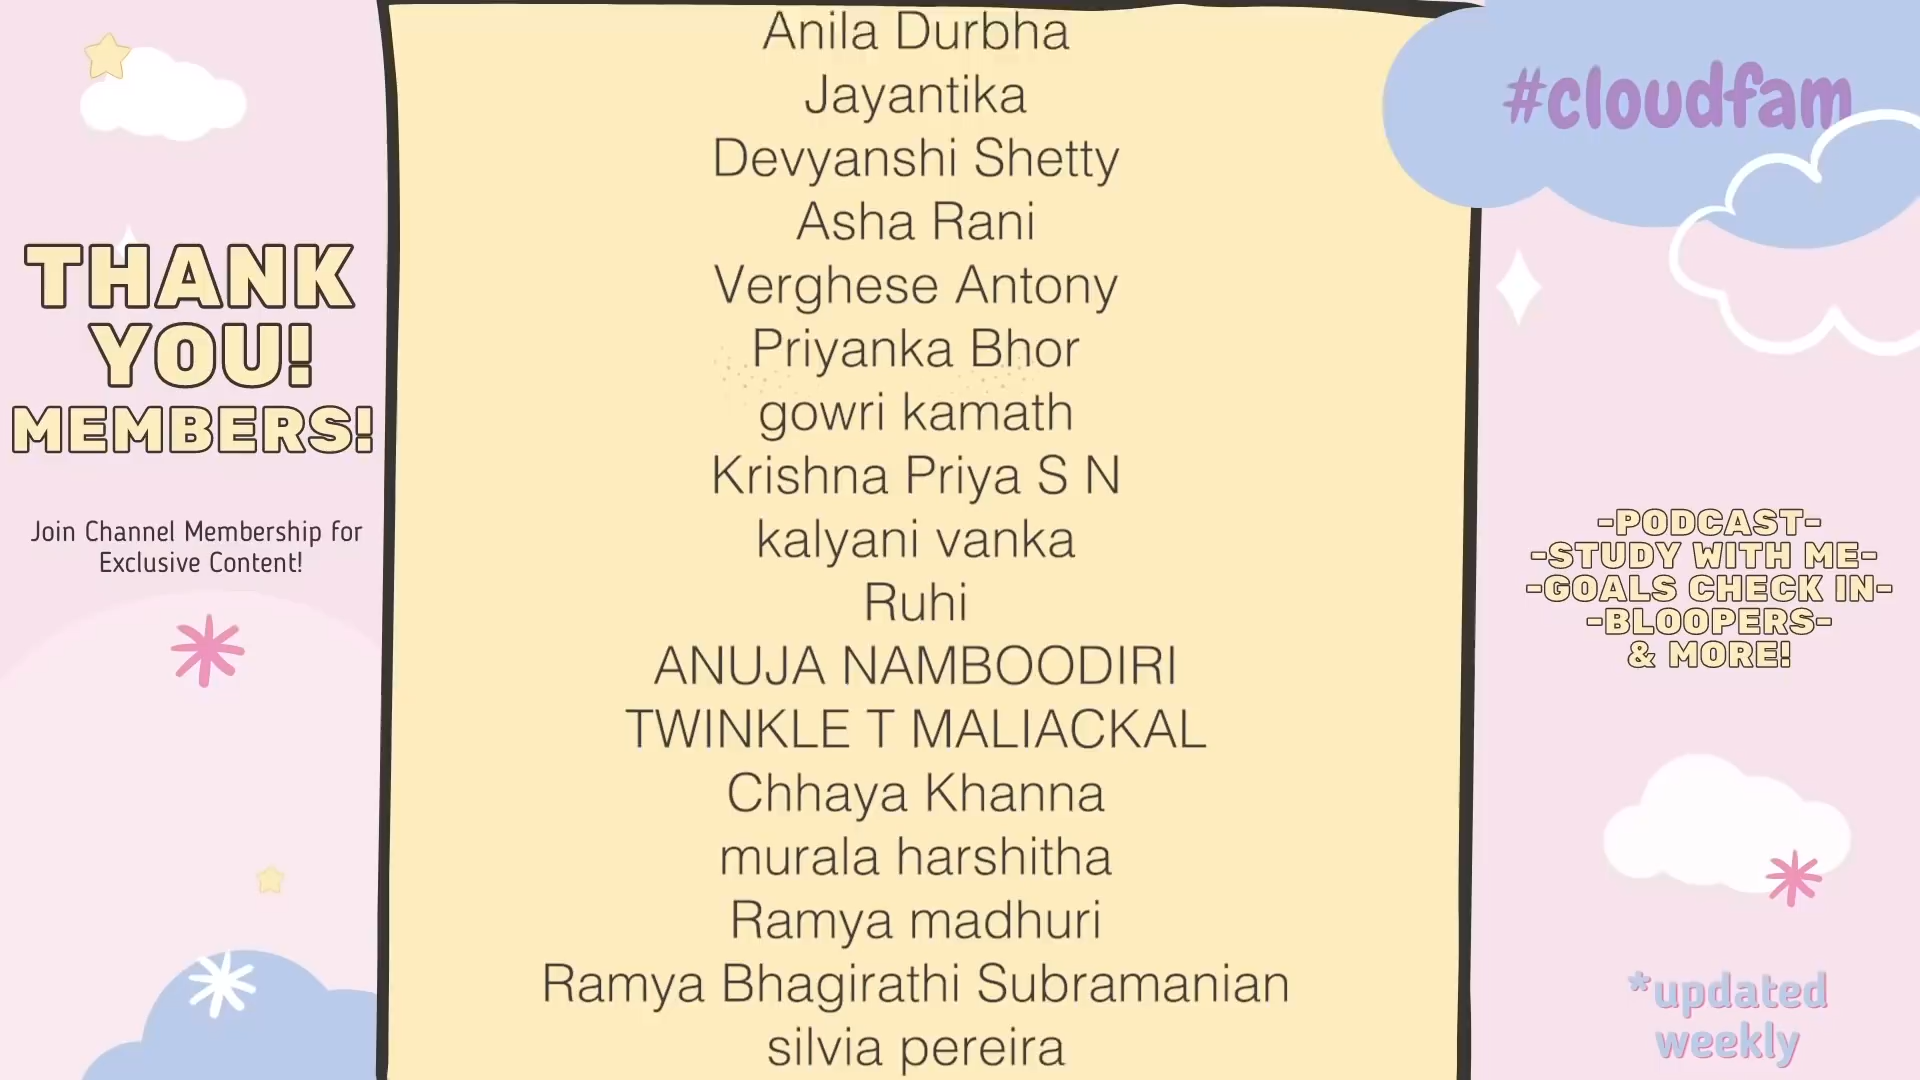 THANK
YOU!
MEMBERS!
Join Channel Membership for
Exclusive Content!
Anila Durbha
Jayantika
Devyanshi Shetty
Asha Rani
Verghese Antony
Priyanka Bhor
gowri kamath
Krishna Priya S N
kalyani vanka
Ruhi
ANUJA NAMBOODIRI
TWINKLE T MALIACKAL
Chhaya Khanna
murala harshitha
Ramya madhuri
Ramya Bhagirathi Subramanian
silvia pereira
#cloudfam
-PODCAST-
-STUDY WITH ME-
-GOALS CHECK IN-
-BLOOPERS-
& MORE!
*updated
weekly